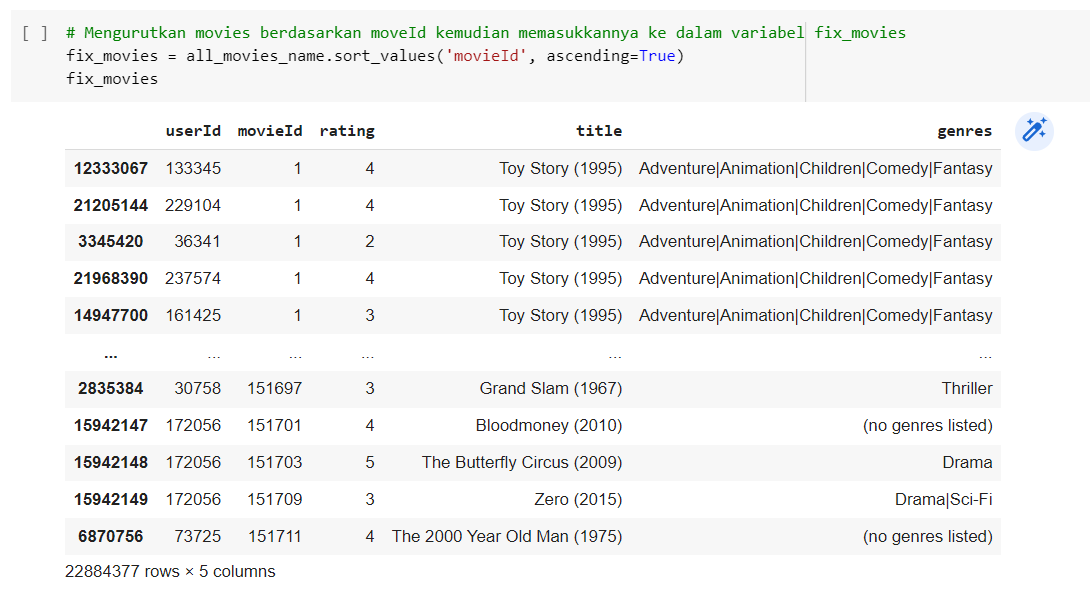 [ ] # Mengurutkan movies berdasarkan moveId kemudian memasukkannya ke dalam variabel fix_movies
fix_movies = all_movies_name.sort_values('movieId', ascending=True)
fix_movies
userId movieId rating title genres
12333067 133345 1 4 Toy Story (1995) Adventure|Animation|Children|Comedy|Fantasy
21205144 229104 1 4 Toy Story (1995) Adventure|Animation|Children|Comedy|Fantasy
3345420 36341 1 2 Toy Story (1995) Adventure|Animation|Children|Comedy|Fantasy
21968390 237574 1 4 Toy Story (1995) Adventure|Animation|Children|Comedy|Fantasy
14947700 161425 1 3 Toy Story (1995) Adventure|Animation|Children|Comedy|Fantasy
... ... ... ... ... ...
2835384 30758 151697 3 Grand Slam (1967) Thriller
15942147 172056 151701 4 Bloodmoney (2010) (no genres listed)
15942148 172056 151703 5 The Butterfly Circus (2009) Drama
15942149 172056 151709 3 Zero (2015) Drama|Sci-Fi
6870756 73725 151711 4 The 2000 Year Old Man (1975) (no genres listed)
22884377 rows × 5 columns